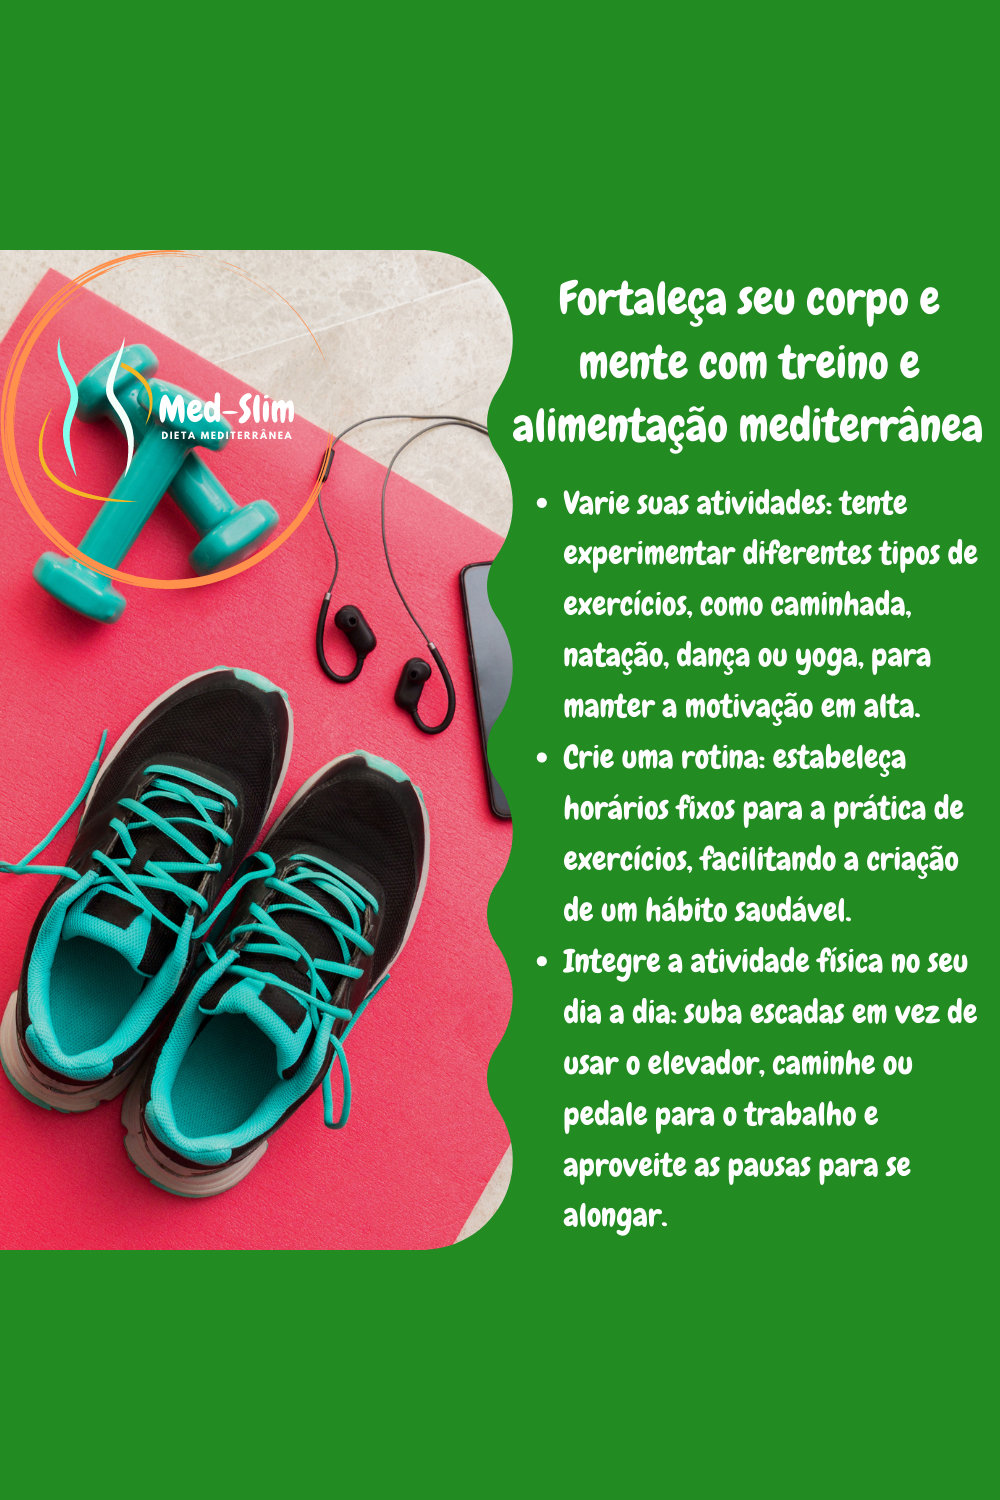 Med-Slim
DIETA MEDITERRÂNEA
Fortaleça seu corpo e
mente com treino e
alimentação mediterrânea
• Varie suas atividades: tente
experimentar diferentes tipos de
exercícios, como caminhada,
natação, dança ou yoga, para
manter a motivação em alta.
• Crie uma rotina: estabeleça
horários fixos para a prática de
exercícios, facilitando a criação
de um hábito saudável.
• Integre a atividade física no seu
dia a dia: suba escadas em vez de
usar o elevador, caminhe ou
pedale para o trabalho e
aproveite as pausas para se
alongar.